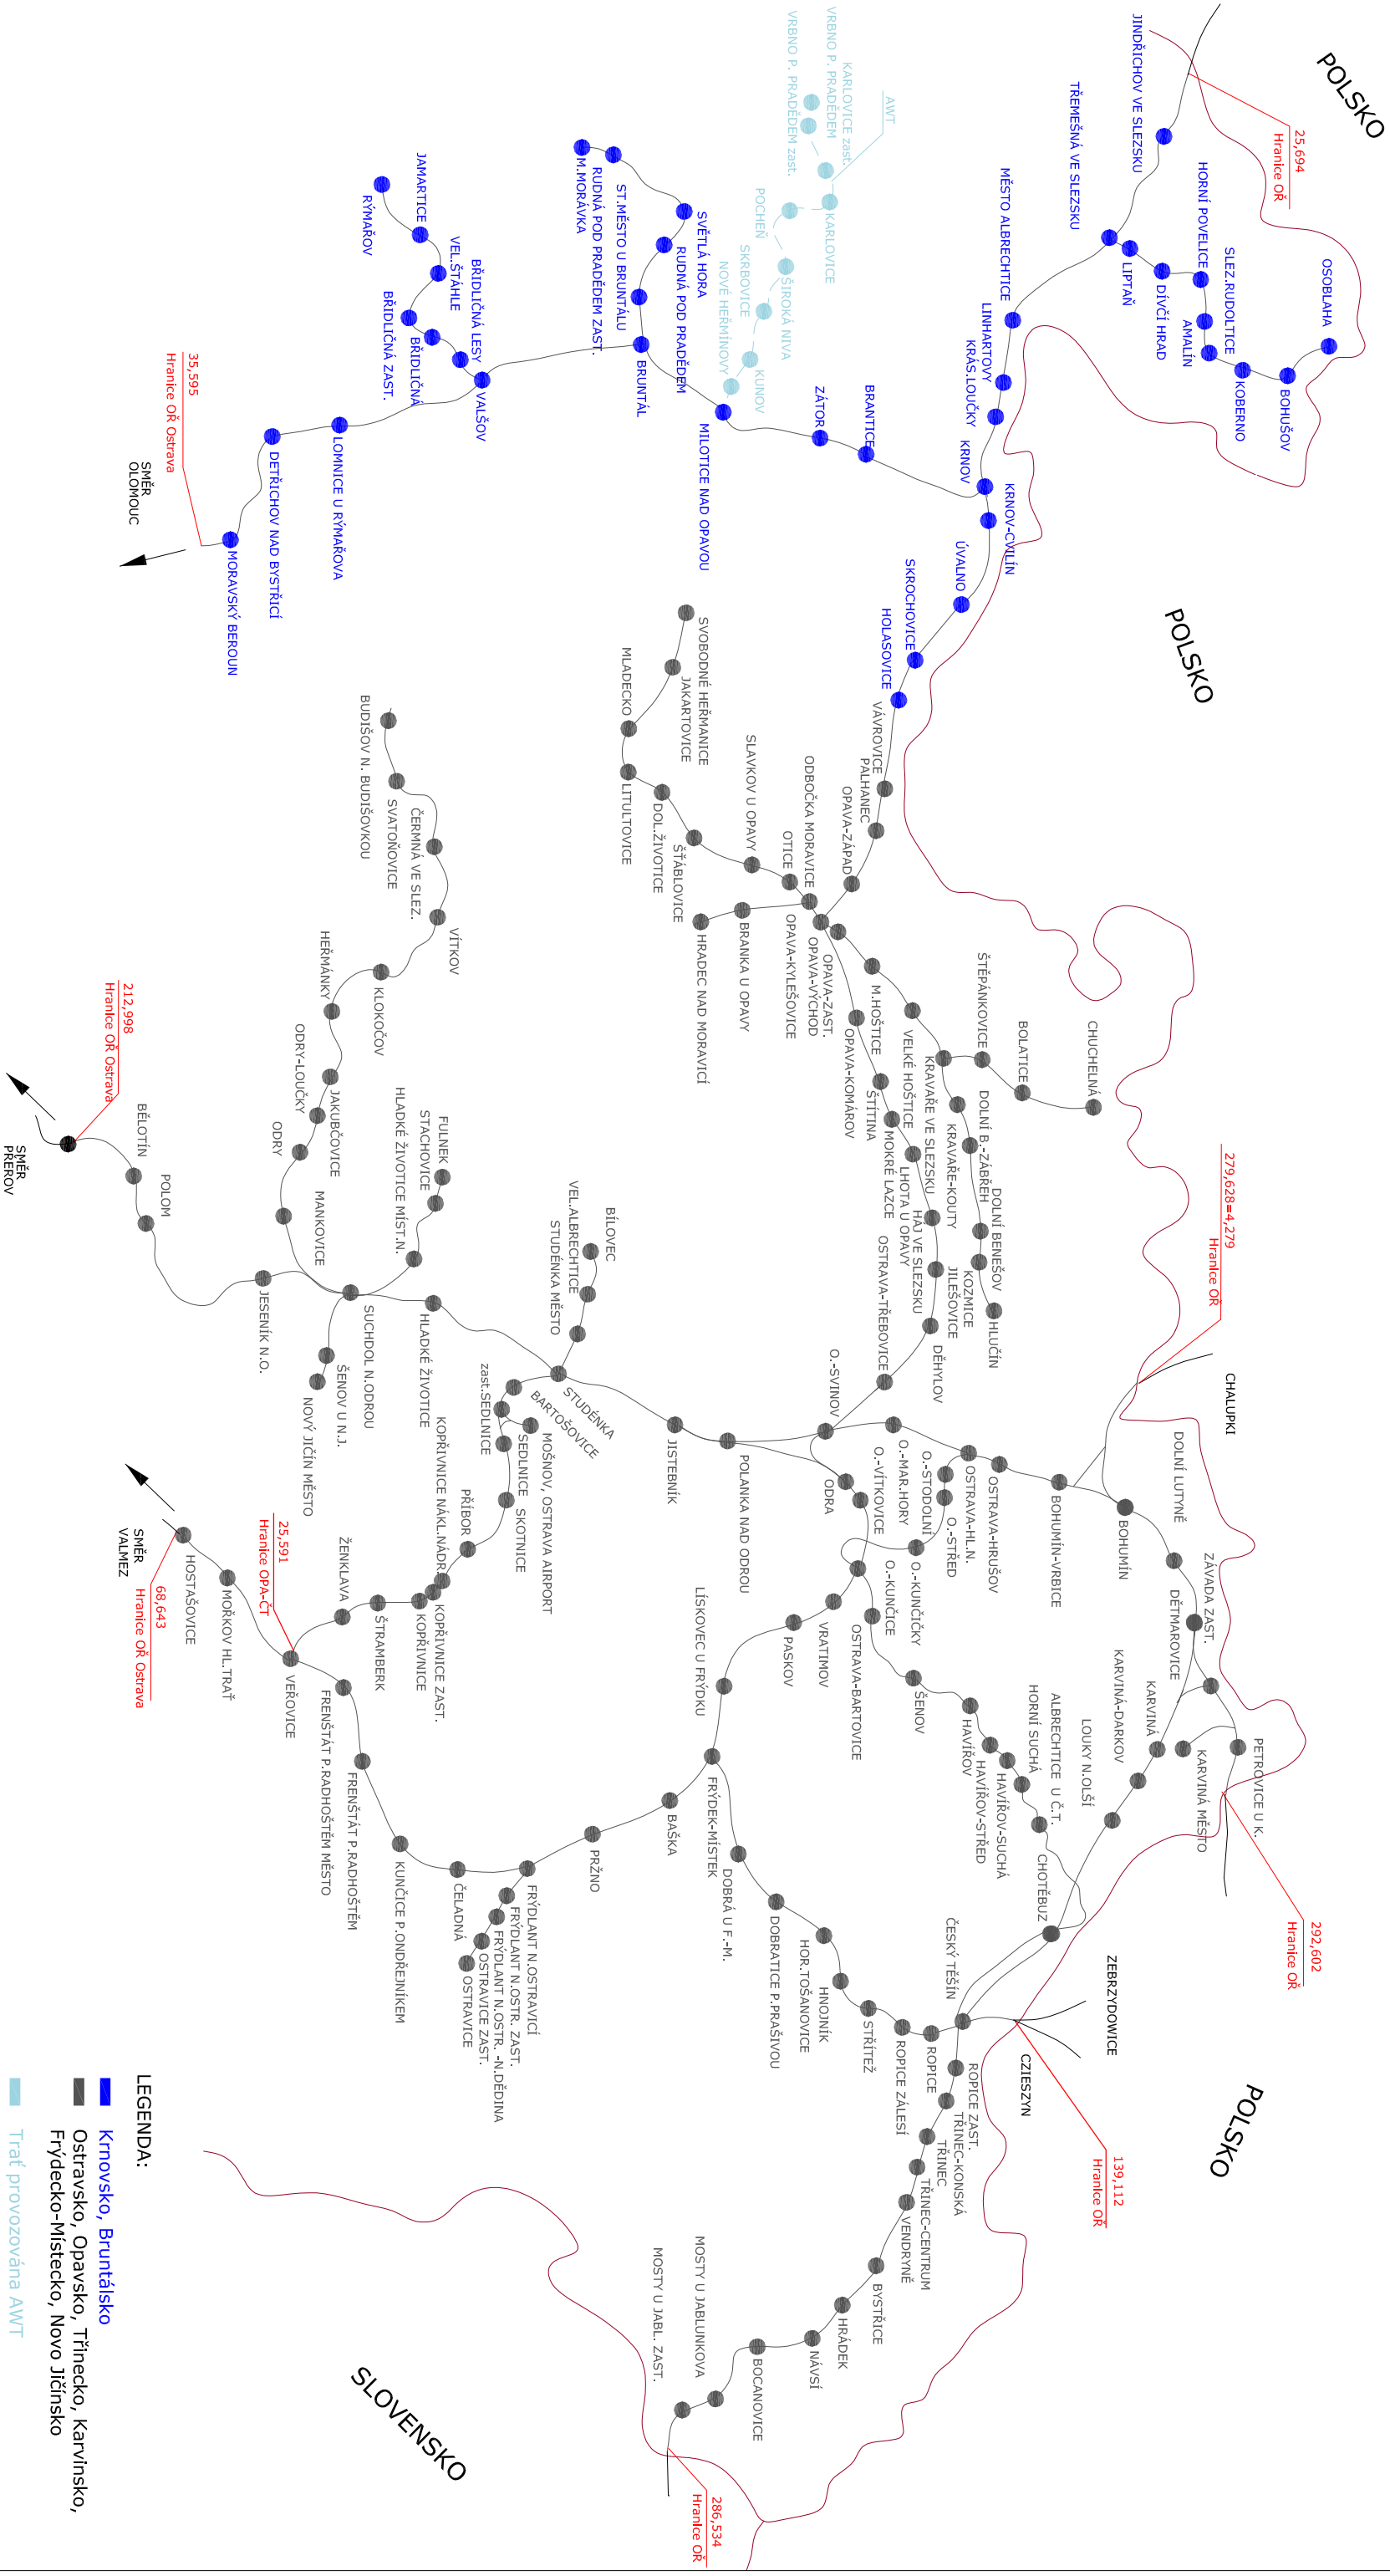 POLSKO
25,694
Hranice OŘ
JINDŘICHOV VE SLEZSKU
TŘEMEŠNÁ VE SLEZSKU
LIPTAŇ
DÍVČÍ HRAD
HORNÍ POVELICE
AMALÍN
SLEZ.RUDOLTICE
KOBERNO
BOHUŠOV
OSOBLAHA
MĚSTO ALBRECHTICE
LINHARTOVY
KRÁS.LOUČKY
KRNOV
KRNOV-CVILÍN
ÚVALNO
SKROCHOVICE
HOLASOVICE
BRANTICE
ZÁTOR
MILOTICE NAD OPAVOU
AWT
VRBNO P. PRADĚDEM
VRBNO P. PRADĚDEM zast.
KARLOVICE zast.
KARLOVICE
POCHEŇ
ŠIROKÁ NIVA
SKRBOVICE
KUNOV
NOVÉ HEŘMÍNOVY
BRUNTÁL
RUDNÁ POD PRADĚDEM
SVĚTLÁ HORA
ST.MĚSTO U BRUNTÁLU
RUDNÁ POD PRADĚDEM ZAST.
M.MORÁVKA
JAMARTICE
RÝMAŘOV
VEL.ŠTÁHLE
BŘIDLIČNÁ LESY
BŘIDLIČNÁ
BŘIDLIČNÁ ZAST.
VALŠOV
LOMNICE U RÝMAŘOVA
DETŘICHOV NAD BYSTŘICÍ
MORAVSKÝ BEROUN
35,595
Hranice OŘ Ostrava
SMĚR
OLOMOUC
POLSKO
VÁVROVICE
PALHANEC
OPAVA-ZÁPAD
SVOBODNÉ HEŘMANICE
JAKARTOVICE
MLADECKO
LITULTOVICE
DOL.ŽIVOTICE
ŠTÁBLOVICE
SLAVKOV U OPAVY
OTICE
ODBOČKA MORAVICE
OPAVA-KYLEŠOVICE
OPAVA-VÝCHOD
OPAVA-ZAST.
BRANKA U OPAVY
HRADEC NAD MORAVICÍ
M.HOŠTICE
VELKÉ HOŠTICE
KRAVAŘE VE SLEZSKU
ŠTĚPÁNKOVICE
BOLATICE
CHUCHELNÁ
KRAVAŘE-KOUTY
DOLNÍ B.-ZÁBŘEH
DOLNÍ BENEŠOV
KOZMICE
JILEŠOVICE
HLUČÍN
OPAVA-KOMÁROV
ŠTÍTINA
MOKRÉ LAZCE
LHOTA U OPAVY
HÁJ VE SLEZSKU
DĚHYLOV
OSTRAVA-TŘEBOVICE
O.-SVINOV
BUDIŠOV N. BUDIŠOVKOU
SVATOŇOVICE
ČERMNÁ VE SLEZ.
VÍTKOV
KLOKOČOV
HEŘMÁNKY
JAKUBČOVICE
ODRY-LOUČKY
ODRY
MANKOVICE
FULNEK
STACHOVICE
HLADKÉ ŽIVOTICE MÍST.N.
SUCHDOL N.ODROU
HLADKÉ ŽIVOTICE
ŠENOV U N.J.
NOVÝ JIČÍN MĚSTO
JESENÍK N.O.
POLOM
BĚLOTÍN
212,998
Hranice OŘ Ostrava
SMĚR
PŘEROV
BÍLOVEC
VEL.ALBRECHTICE
STUDÉNKA MĚSTO
STUDÉNKA
BARTOŠOVICE
zast.SEDLNICE
SEDLNICE
MOŠNOV, OSTRAVA AIRPORT
SKOTNICE
PŘÍBOR
KOPŘIVNICE NÁKL.NÁDR.
KOPŘIVNICE ZAST.
KOPŘIVNICE
ŠTRAMBERK
ŽENKLAVA
VEŘOVICE
25,591
Hranice OPA-ČT
MOŘKOV HL.TRAŤ
HOSTAŠOVICE
SMĚR
VALMEZ
68,643
Hranice OŘ Ostrava
JISTEBNÍK
POLANKA NAD ODROU
ODRA
O.-VÍTKOVICE
O.-MAR.HORY
O.-STODOLNÍ
O.-STŘED
OSTRAVA-HL.N.
OSTRAVA-HRUŠOV
BOHUMÍN-VRBICE
BOHUMÍN
O.-KUNČIČKY
O.-KUNČICE
279,628=4,279
Hranice OŘ
CHALUPKI
DOLNÍ LUTYNĚ
ZÁVADA ZAST.
DĚTMAROVICE
PETROVICE U K.
KARVINÁ MĚSTO
KARVINÁ
KARVINÁ-DARKOV
LOUKY N.OLŠÍ
292,602
Hranice OŘ
VRATIMOV
PASKOV
LÍSKOVEC U FRÝDKU
FRÝDEK-MÍSTEK
OSTRAVA-BARTOVICE
ŠENOV
HAVÍŘOV
HAVÍŘOV-STŘED
HAVÍŘOV-SUCHÁ
HORNÍ SUCHÁ
ALBRECHTICE U Č.T.
CHOTĚBUZ
ČESKÝ TĚŠÍN
FRENŠTÁT P.RADHOŠTĚM MĚSTO
FRENŠTÁT P.RADHOŠTĚM
KUNČICE P.ONDŘEJNÍKEM
ČELADNÁ
FRÝDLANT N.OSTRAVICÍ
FRÝDLANT N.OSTR. ZAST.
FRÝDLANT N.OSTR. -N.DĚDINA
OSTRAVICE ZAST.
OSTRAVICE
PRŽNO
BAŠKA
DOBRÁ U F.-M.
DOBRATICE P.PRAŠIVOU
HOR.TOŠANOVICE
HNOJNÍK
STŘÍTEŽ
ROPICE ZÁLESÍ
ROPICE
ZEBRZYDOWICE
CZIESZYN
139,112
Hranice OŘ
POLSKO
ROPICE ZAST.
TŘINEC-KONSKÁ
TŘINEC
TŘINEC-CENTRUM
VENDRYNĚ
BYSTŘICE
HRÁDEK
NÁVSÍ
BOCANOVICE
MOSTY U JABLUNKOVA
MOSTY U JABL. ZAST.
286,534
Hranice OŘ
SLOVENSKO
LEGENDA:
Krnovsko, Bruntálsko
Ostravsko, Opavsko, Třinecko, Karvinsko,
Frýdecko-Místecko, Novo Jičínsko
Trať provozována AWT